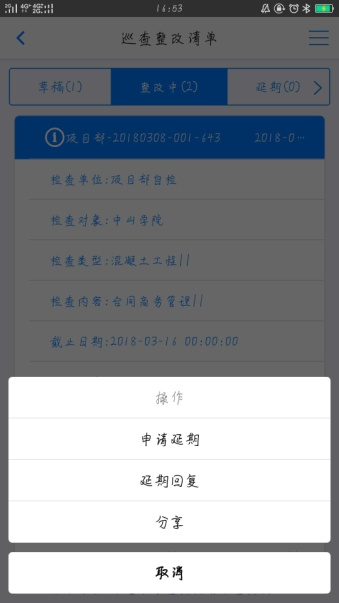 16:53
巡查整改清单
草稿(1) 整改中(2) 延期(0)
项目部-20180308-001-643 2018-0…
检查单位:项目部自检
检查对象:中山学院
检查类型:混凝土工程||
检查内容:合同商务管理||
截止日期:2018-03-16 00:00:00
操作
申请延期
延期回复
分享
取消